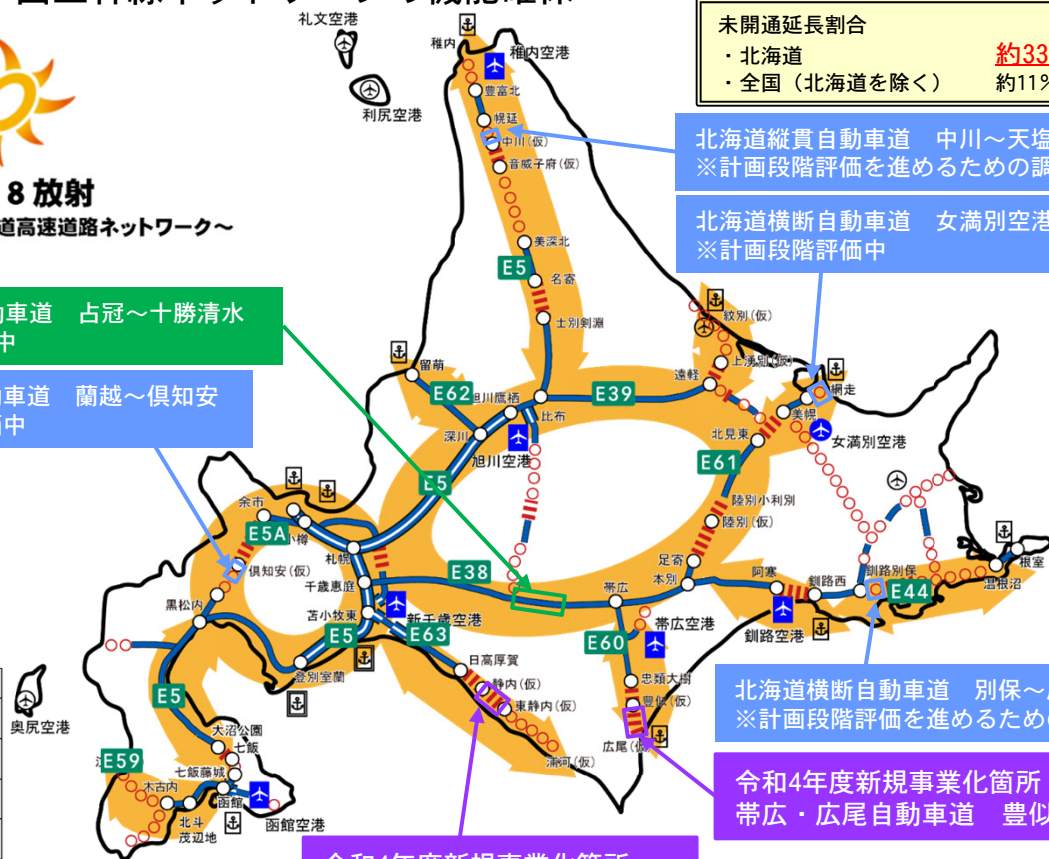 礼文空港
稚内
稚内空港
利尻空港
未開通延長割合
・北海道　約33
・全国（北海道を除く）　約11%
8放射
道高速道路ネットワーク～
豊富北
幌延
中川(仮)
音威子府(仮)
北海道縦貫自動車道　中川～天塩
※計画段階評価を進めるための調
北海道横断自動車道　女満別空港
※計画段階評価中
美深北
E5
名寄
士別剣淵
動車道　占冠～十勝清水
中
動車道　蘭越～倶知安
中
留萌
E62
旭川鷹栖
比布
E39
深川
旭川空港
E5
紋別(仮)
上湧別(仮)
遠軽
網走
美幌
女満別空港
北見東
E61
陸別小利別
陸別(仮)
足寄
本別
余市
E5A
小樽
札幌
倶知安(仮)
千歳恵庭
E38
帯広
阿寒
釧路西
釧路別保
E44
根室
温根沼
黒松内
苫小牧東
新千歳空港
E5
E63
登別室蘭
日高厚賀
静内(仮)
東静内(仮)
浦河(仮)
E60
帯広空港
釧路空港
忠類大樹
豊似(仮)
広尾(仮)
奥尻空港
E5
大沼公園
七飯
七飯藤城
E59
木古内
函館
北斗
茂辺地
函館空港
北海道横断自動車道　別保～
※計画段階評価を進めるための
令和4年度新規事業化箇所
帯広・広尾自動車道　豊似
令和4年度新規事業化箇所